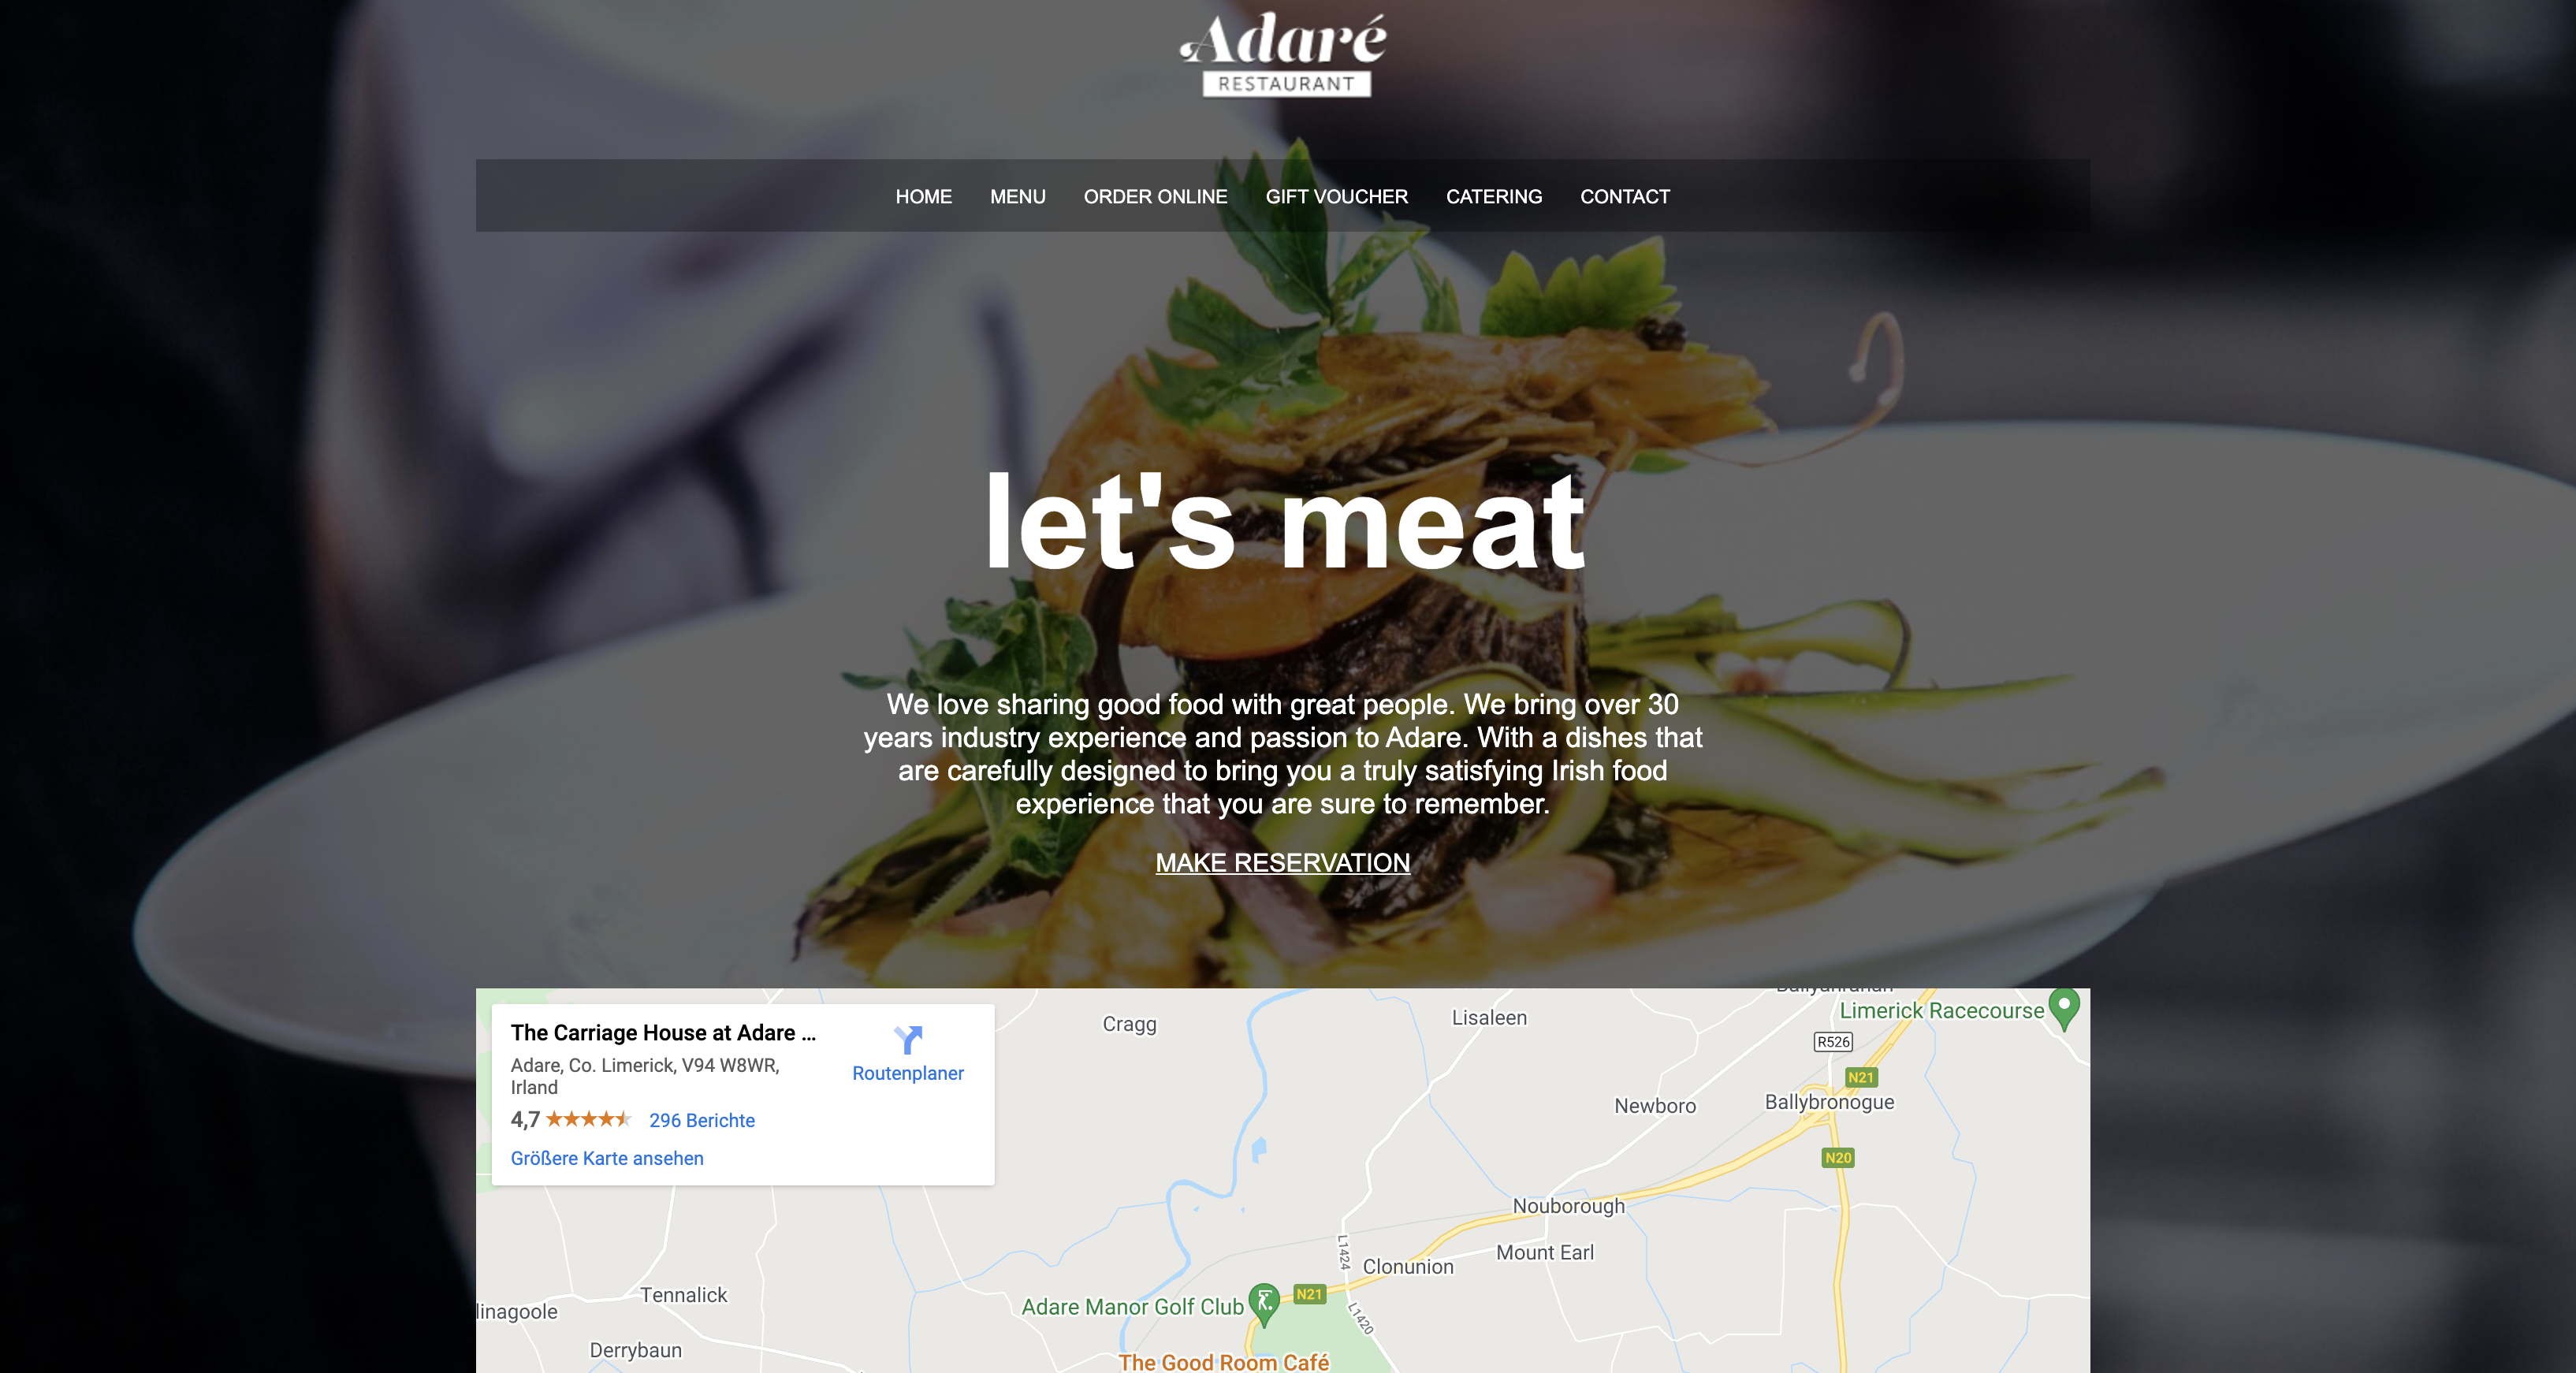 Adaré
RESTAURANT
HOME MENU ORDER ONLINE GIFT VOUCHER CATERING CONTACT
let's meat
We love sharing good food with great people. We bring over 30
years industry experience and passion to Adare. With a dishes that
are carefully designed to bring you a truly satisfying Irish food
experience that you are sure to remember.
MAKE RESERVATION
The Carriage House at Adare ...
Routenplaner
Adare, Co. Limerick, V94 W8WR,
Irland
4,7
296 Berichte
Größere Karte ansehen
Cragg
Lisaleen
Limerick Racecourse
R526
N21
Newboro
Ballybronogue
N20
Nouborough
Mount Earl
L1424
Clonunion
Tennalick
Adare Manor Golf Club
N21
linagoole
L1420
Derrybaun
The Good Room Café